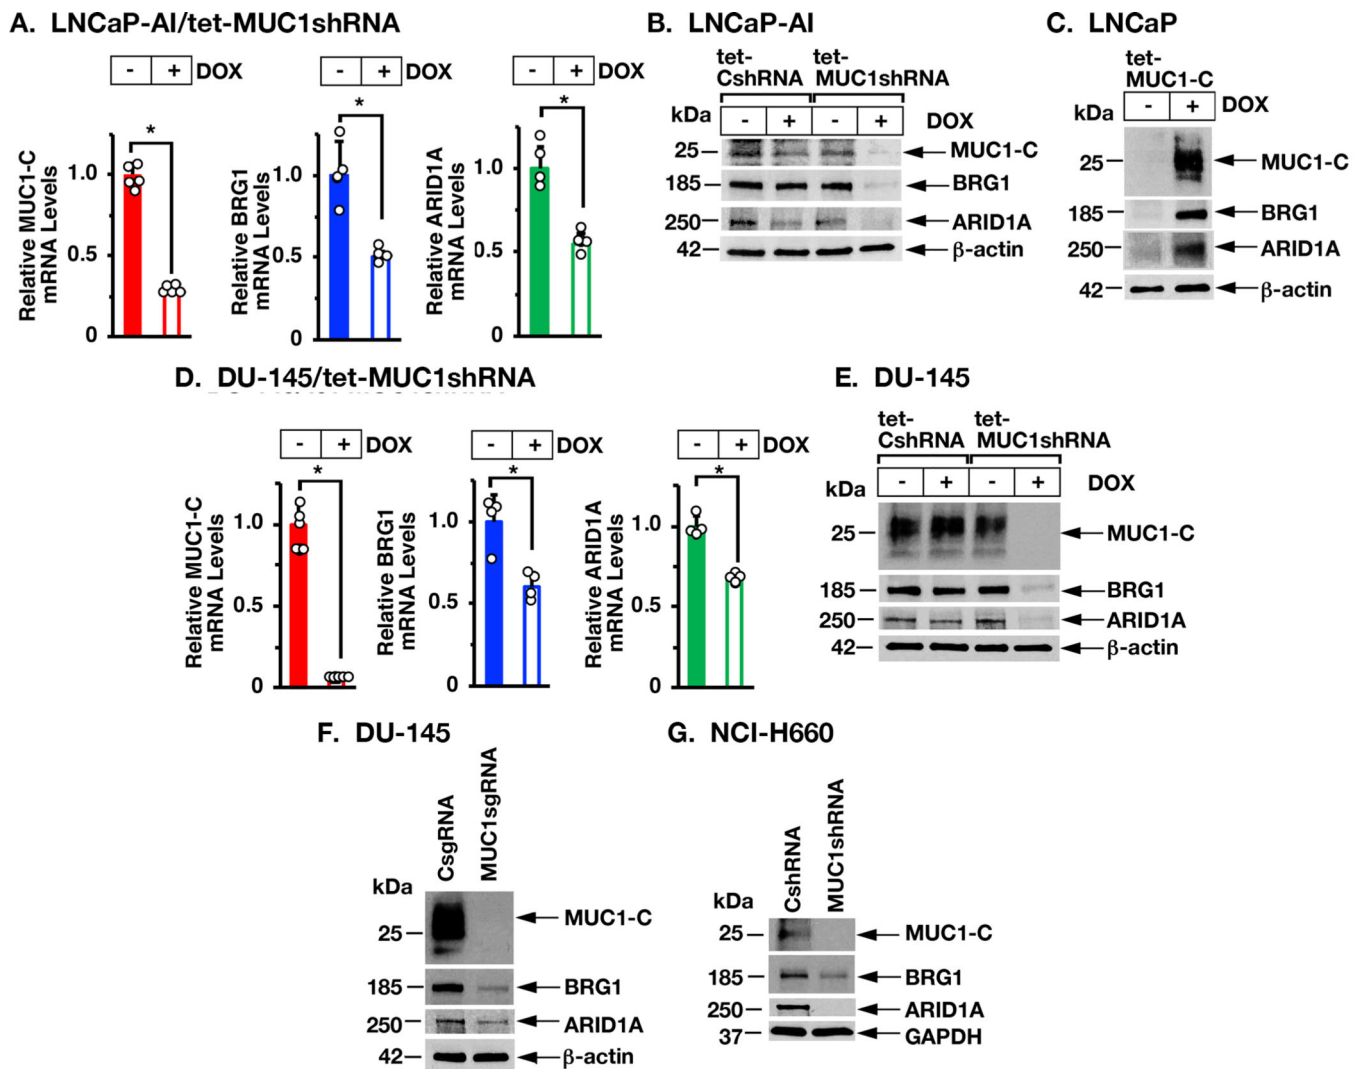 A. LNCaP-AI/tet-MUC1shRNA
- + DOX
*
Relative MUC1-C
mRNA Levels
1.0
0.5
0
- + DOX
*
Relative BRG1
mRNA Levels
1.0
0.5
0
- + DOX
*
Relative ARID1A
mRNA Levels
1.0
0.5
0
B. LNCaP-AI
tet-
CshRNA
tet-
MUC1shRNA
kDa
- + - + DOX
25 MUC1-C
185 BRG1
250 ARID1A
42 β-actin
C. LNCaP
tet-
MUC1-C
kDa
- + DOX
25 MUC1-C
185 BRG1
250 ARID1A
42 β-actin
D. DU-145/tet-MUC1shRNA
- + DOX
*
Relative MUC1-C
mRNA Levels
1.0
0.5
0
- + DOX
*
Relative BRG1
mRNA Levels
1.0
0.5
0
- + DOX
*
Relative ARID1A
mRNA Levels
1.0
0.5
0
E. DU-145
tet-
CshRNA
tet-
MUC1shRNA
kDa
- + - + DOX
25 MUC1-C
185 BRG1
250 ARID1A
42 β-actin
F. DU-145
CsgRNA
MUC1sgRNA
kDa
25 MUC1-C
185 BRG1
250 ARID1A
42 β-actin
G. NCI-H660
CshRNA
MUC1shRNA
kDa
25 MUC1-C
185 BRG1
250 ARID1A
37 GAPDH